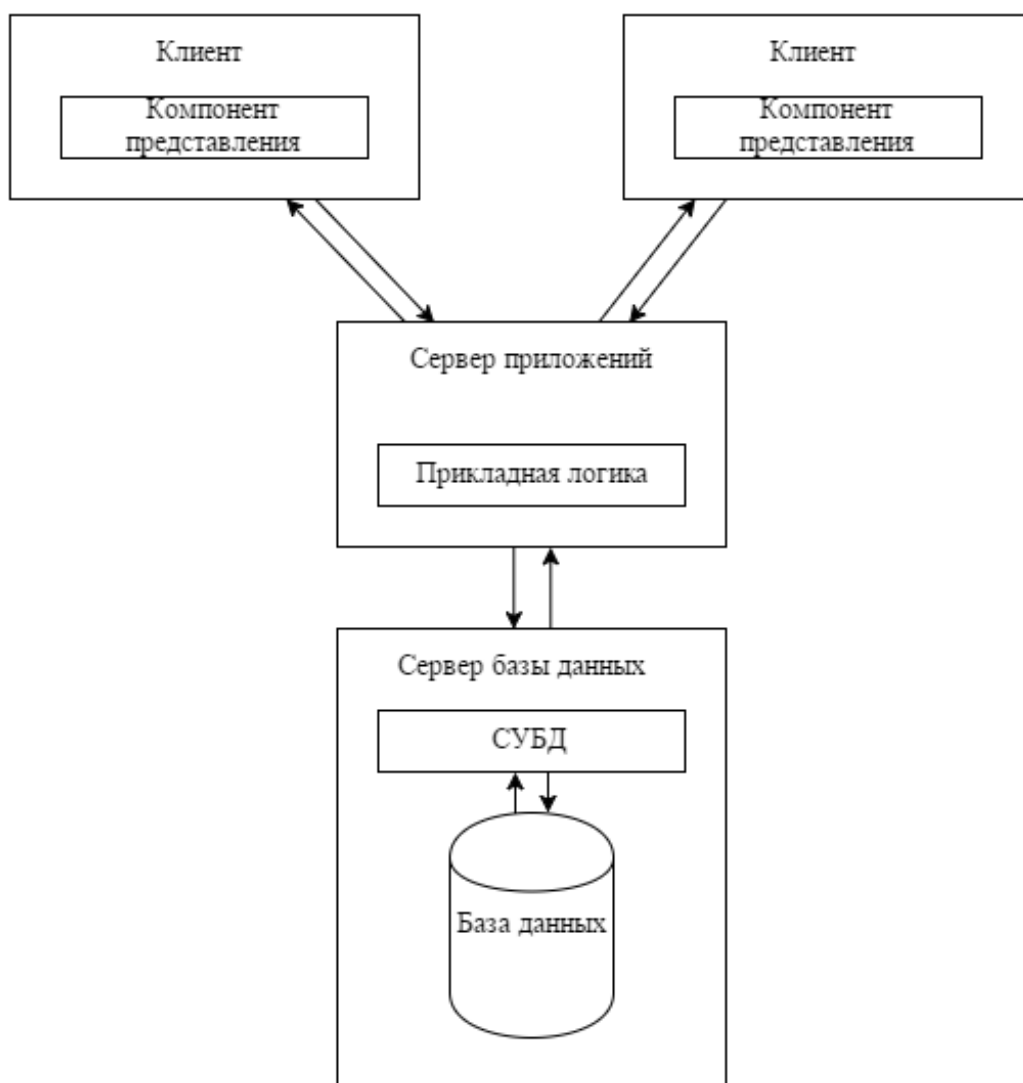 Клиент
Компонент
представления
Клиент
Компонент
представления
Сервер приложений
Прикладная логика
Сервер базы данных
СУБД
База данных